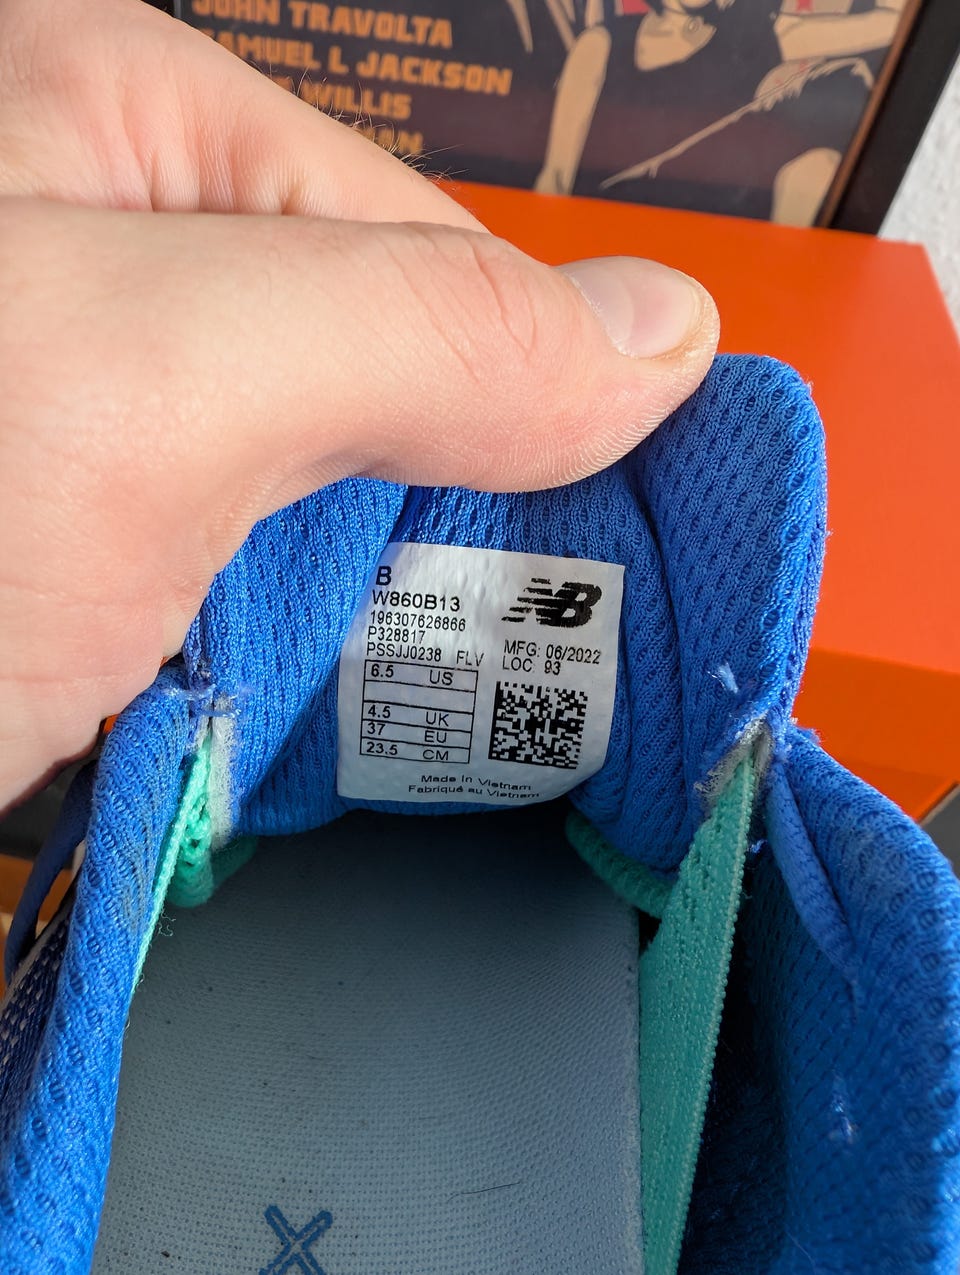 JOHN TRAVOLTA
SAMUEL L JACKSON
WILLIS
B
W860B13
196307626866
P328817
PSSJJ0238 FLV
NB
MFG: 06/2022
LOC: 93
6.5 US
4.5 UK
37 EU
23.5 CM
Made in Vietnam
Fabriqué au Vietnam
X